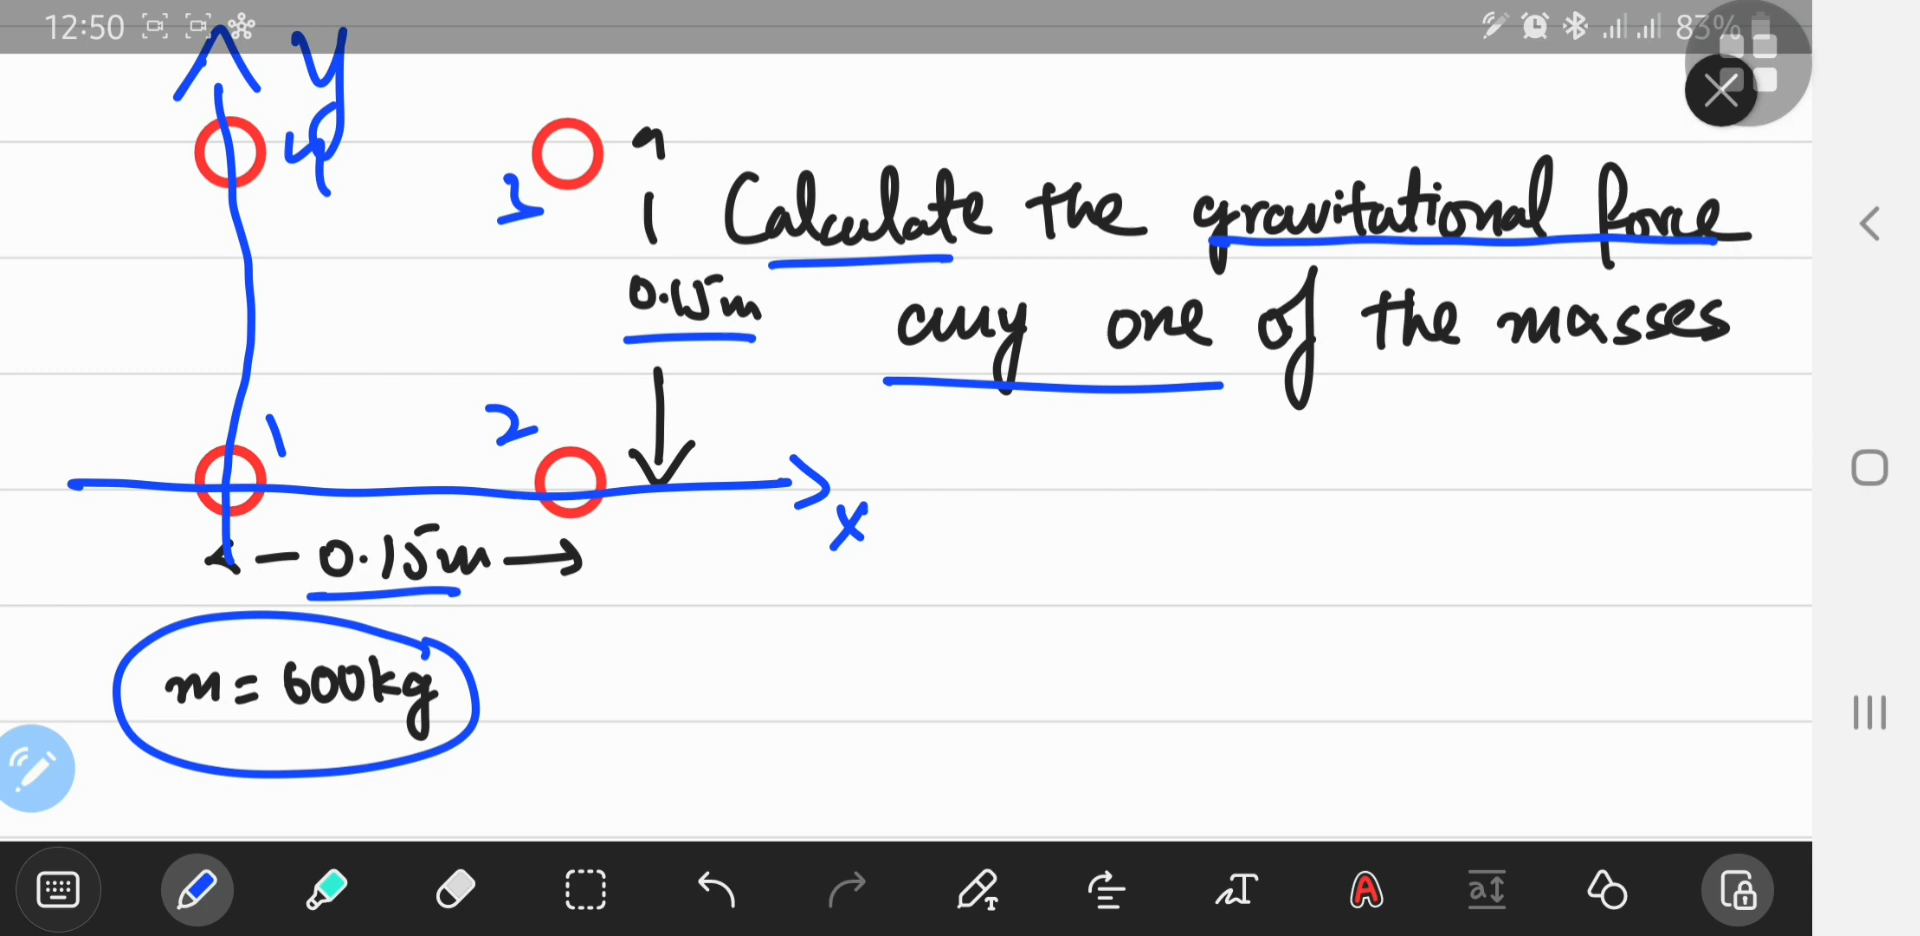 12:50 83%
y
4
3
1 Calculate the gravitational force
0.15m any one of the masses
1
2
x
0.15m
m = 600kg
T
T
A
a